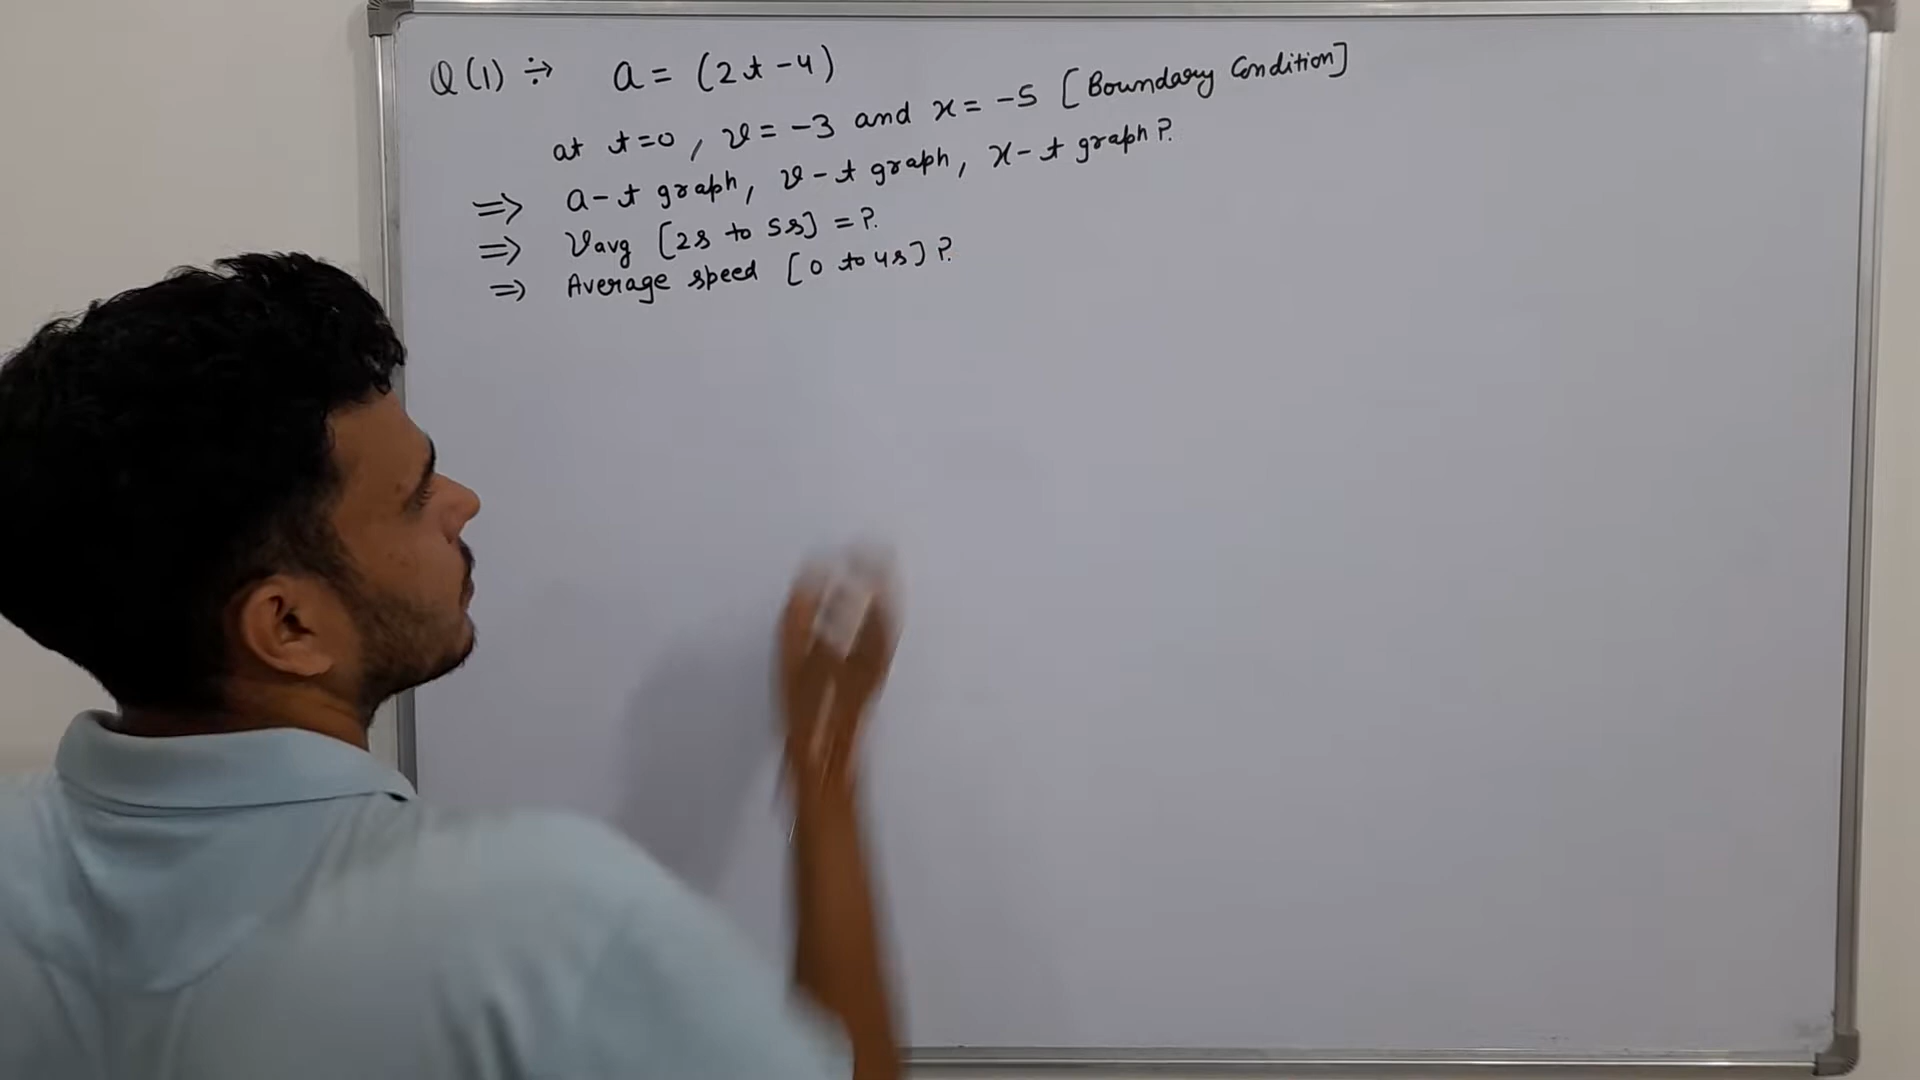 Q(1) ÷> a = (2t-4)
at t=0, v = -3 and x = -5 [Boundary Condition]
=> a-t graph, v-t graph, x-t graph?
=> Vavg [2s to 5s] = ?
=> Average speed [0 to 4s]?